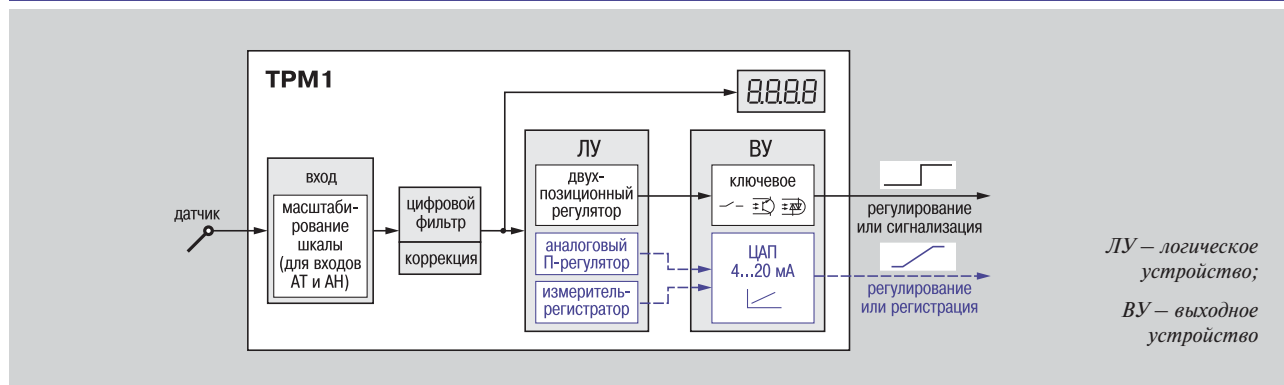 ТРМ1
8.8.8.8
датчик
вход
масштаби-
рование
шкалы
(для входов
АТ и АН)
цифровой
фильтр
коррекция
ЛУ
двух-
позиционный
регулятор
аналоговый
П-регулятор
измеритель-
регистратор
ВУ
ключевое
ЦАП
4...20 мА
регулирование
или сигнализация
регулирование
или регистрация
ЛУ – логическое
устройство;
ВУ – выходное
устройство